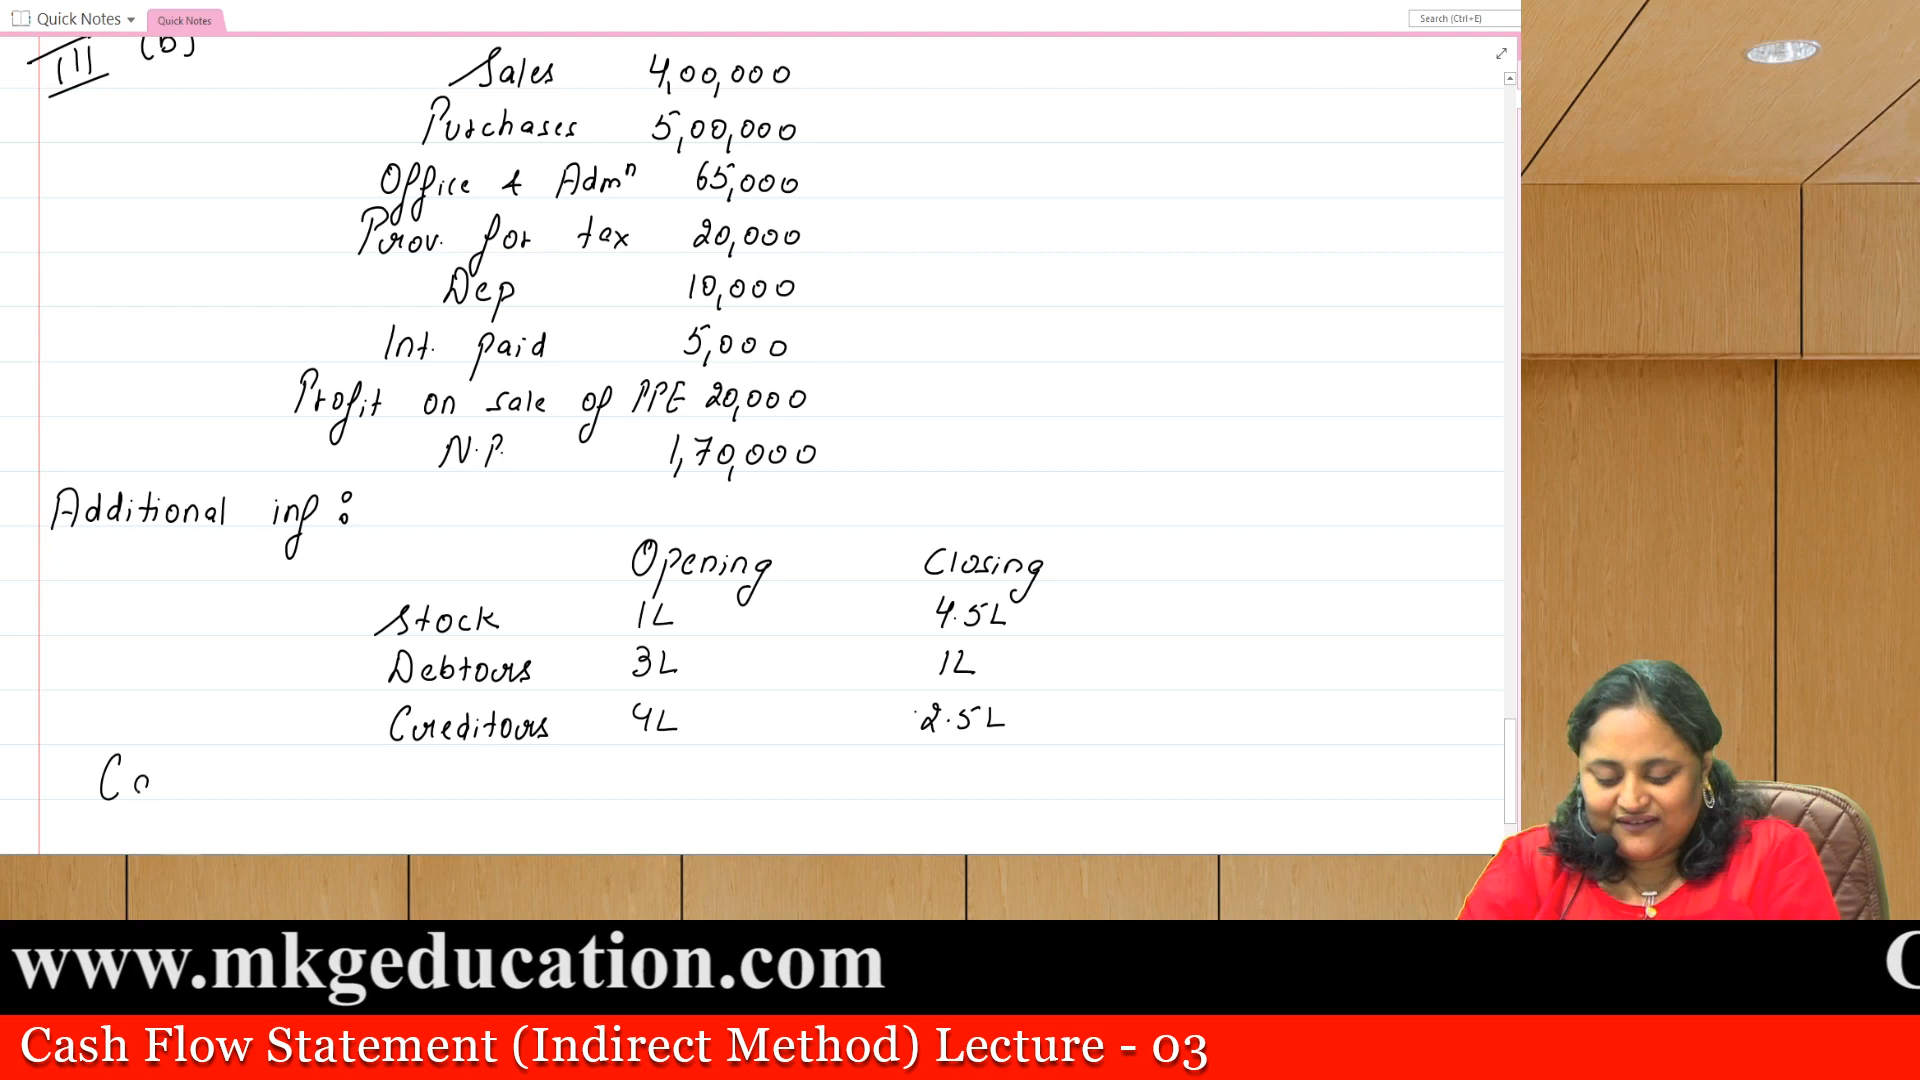 Quick Notes
Quick Notes
Search (Ctrl+E)
III (b)
Sales 4,00,000
Purchases 5,00,000
Office & Admⁿ 65,000
Prov. for tax 20,000
Dep 10,000
Int. paid 5,000
Profit on sale of PPE 20,000
N.P. 1,70,000
Additional inf :
Opening Closing
Stock 1L 4.5L
Debtors 3L 1L
Creditors 4L 2.5L
Co
www.mkgeducation.com
C
Cash Flow Statement (Indirect Method) Lecture - 03